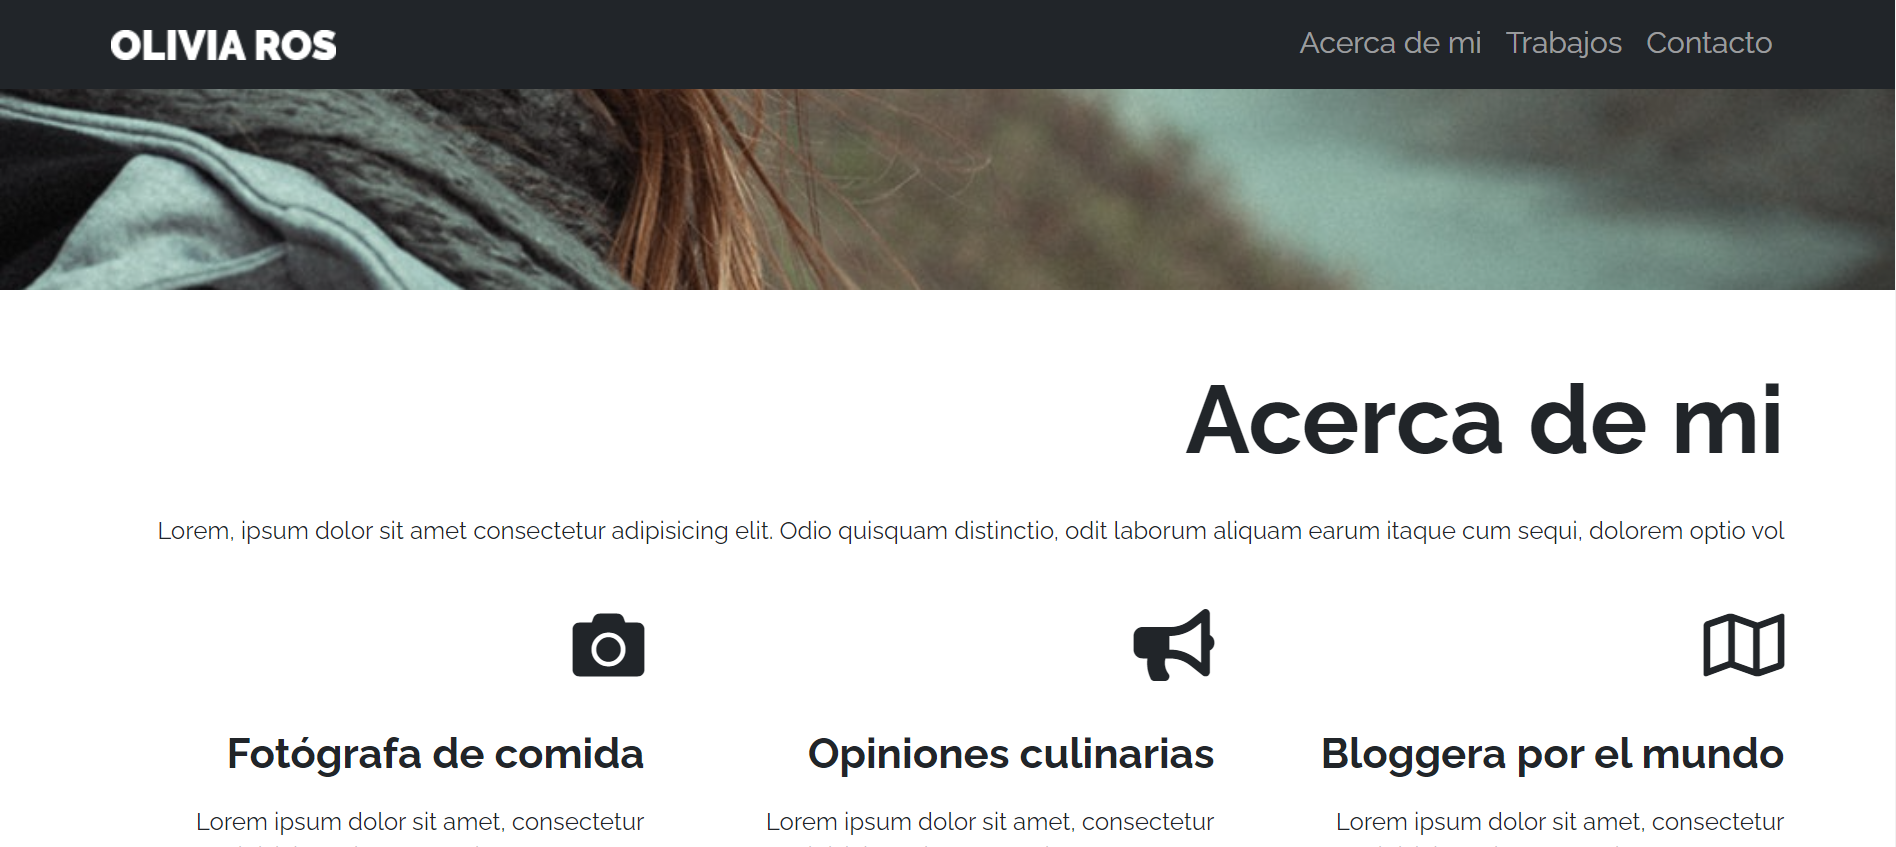 OLIVIA ROS
Acerca de mi Trabajos Contacto
Acerca de mi
Lorem, ipsum dolor sit amet consectetur adipisicing elit. Odio quisquam distinctio, odit laborum aliquam earum itaque cum sequi, dolorem optio vol
Fotógrafa de comida
Lorem ipsum dolor sit amet, consectetur
Opiniones culinarias
Lorem ipsum dolor sit amet, consectetur
Bloggera por el mundo
Lorem ipsum dolor sit amet, consectetur